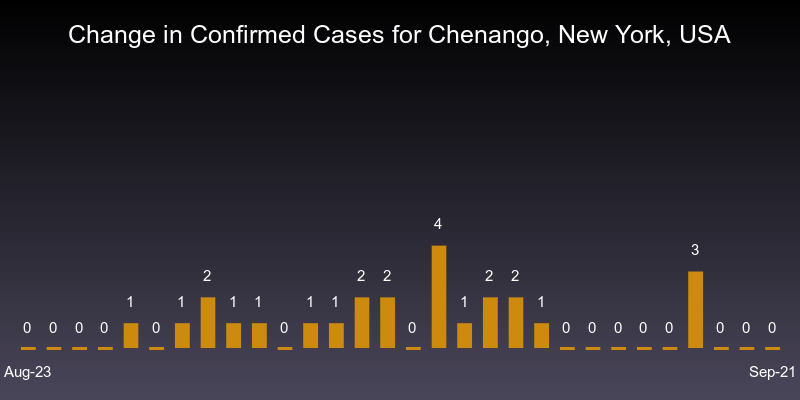 Change in Confirmed Cases for Chenango, New York, USA
4
3
2 2 2 2 2
1 1 1 1 1 1 1 1
0 0 0 0 0 0 0 0 0 0 0 0 0 0 0
Aug-23 Sep-21